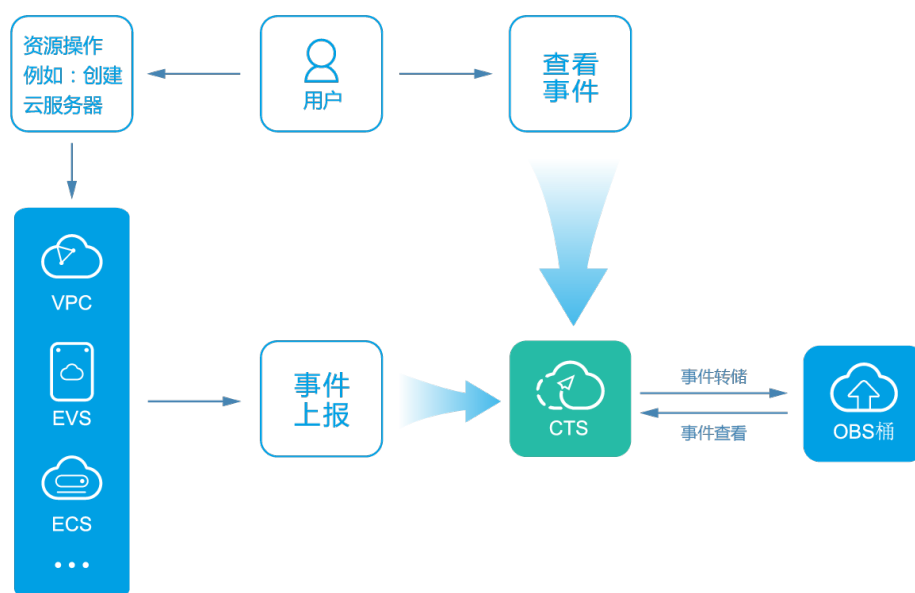 资源操作
例如：创建
云服务器
用户
查看
事件
VPC
EVS
ECS
事件
上报
CTS
事件转储
事件查看
OBS桶